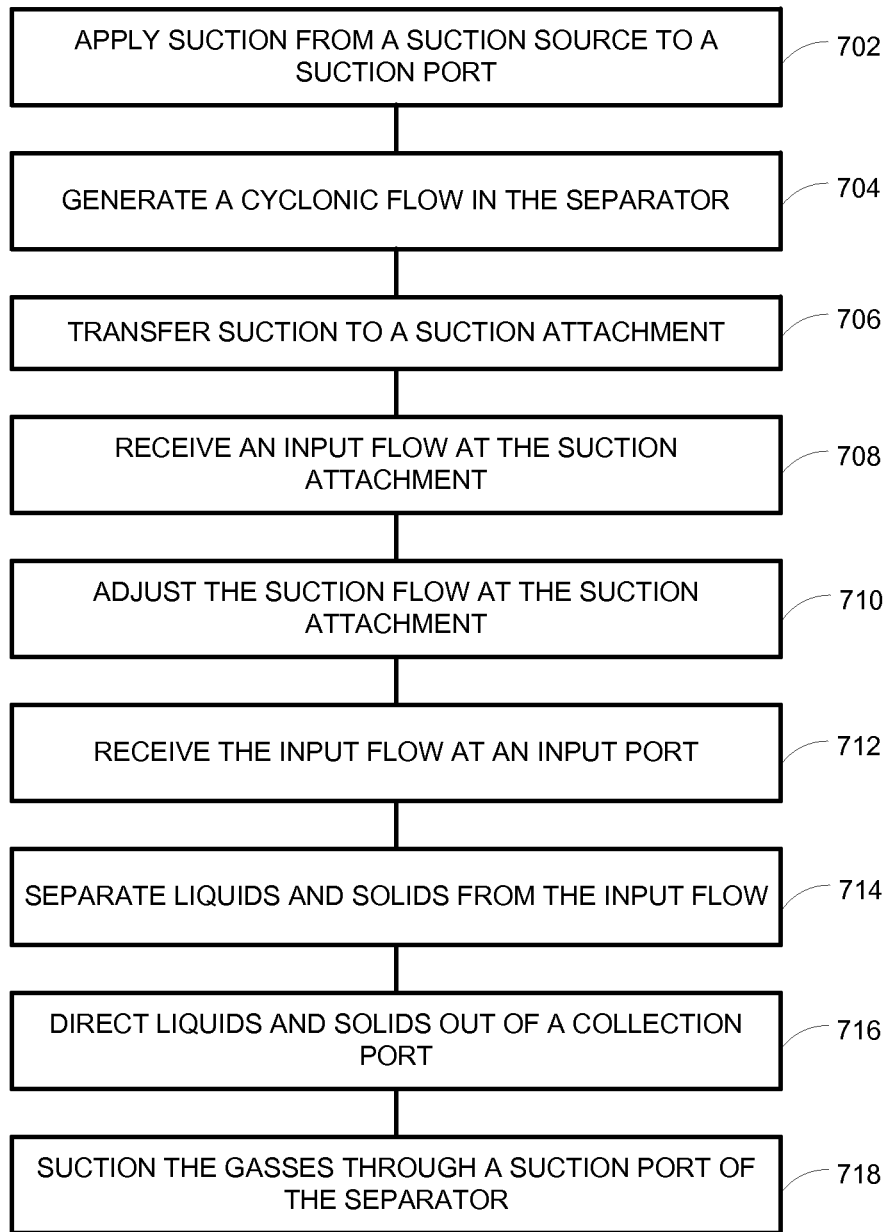 APPLY SUCTION FROM A SUCTION SOURCE TO A
SUCTION PORT
702
GENERATE A CYCLONIC FLOW IN THE SEPARATOR
704
TRANSFER SUCTION TO A SUCTION ATTACHMENT
706
RECEIVE AN INPUT FLOW AT THE SUCTION
ATTACHMENT
708
ADJUST THE SUCTION FLOW AT THE SUCTION
ATTACHMENT
710
RECEIVE THE INPUT FLOW AT AN INPUT PORT
712
SEPARATE LIQUIDS AND SOLIDS FROM THE INPUT FLOW
714
DIRECT LIQUIDS AND SOLIDS OUT OF A COLLECTION
PORT
716
SUCTION THE GASSES THROUGH A SUCTION PORT OF
THE SEPARATOR
718